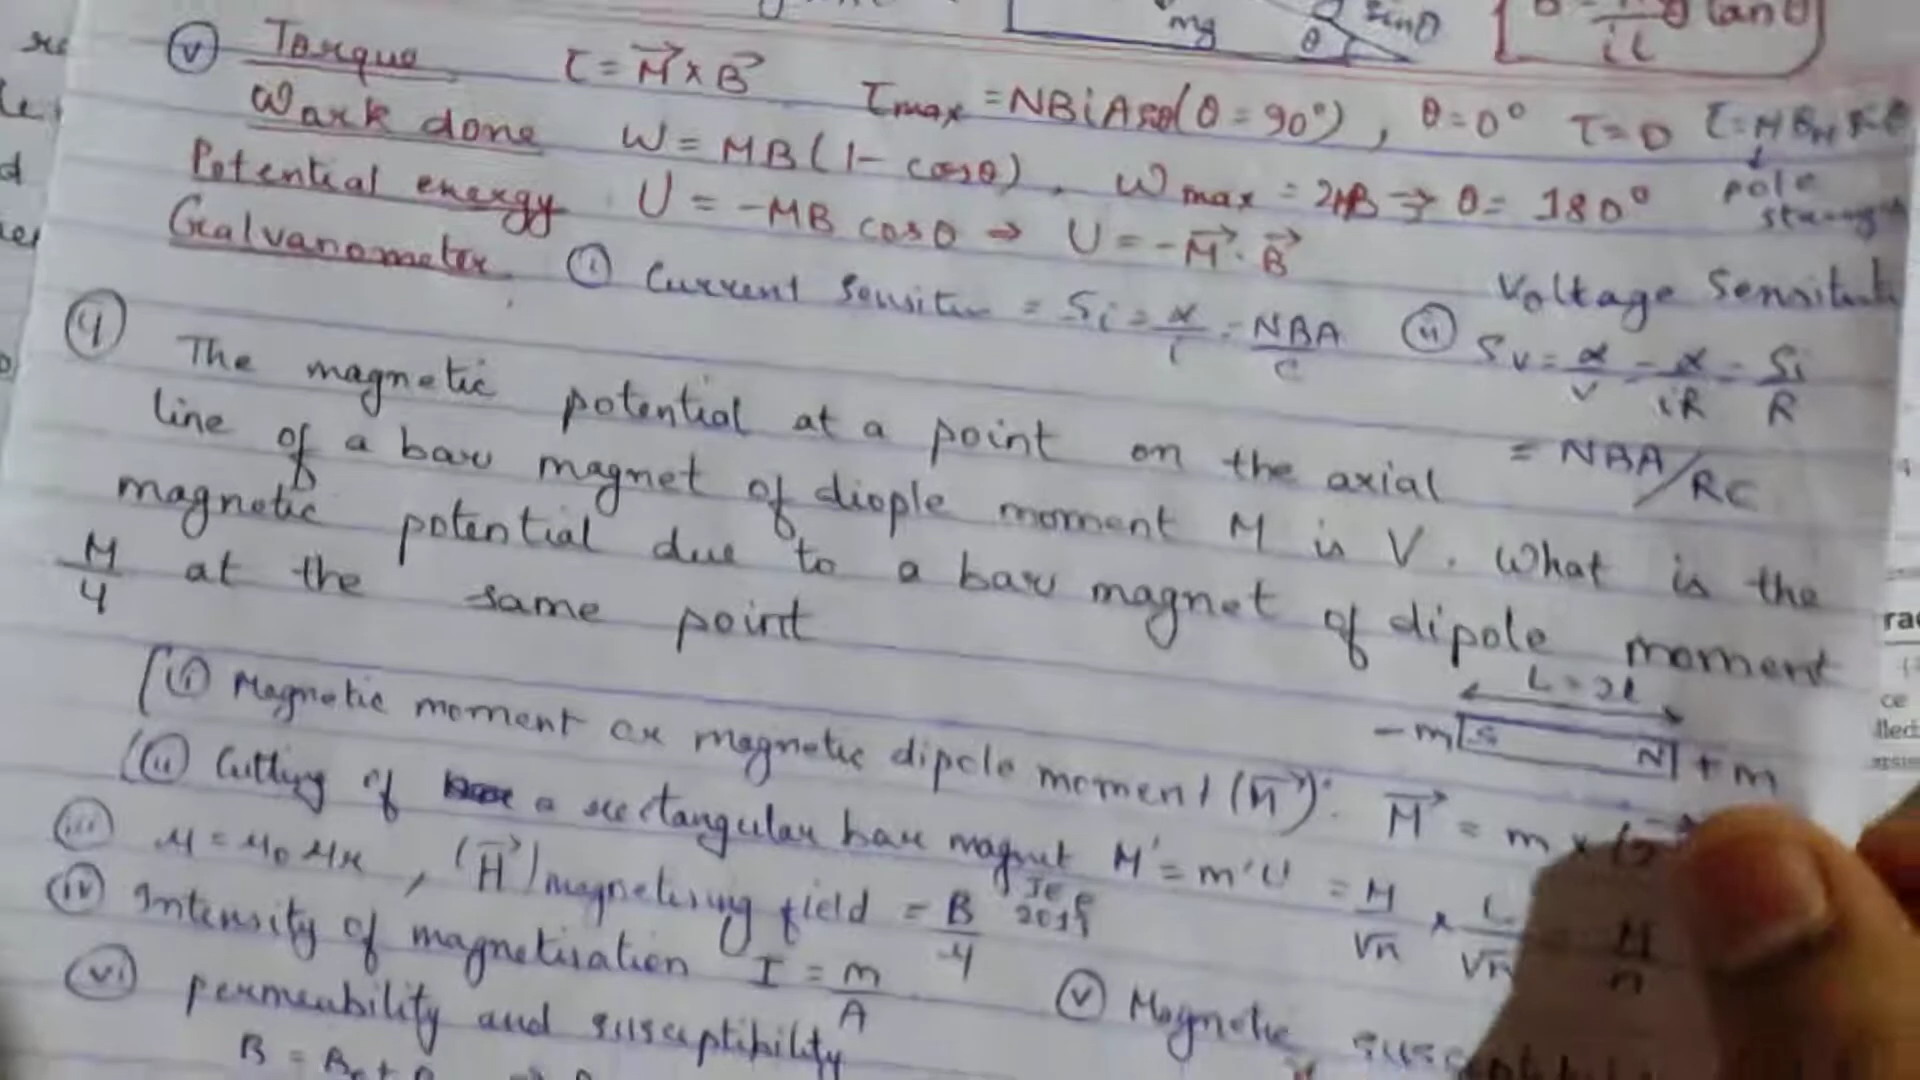 mg θ sinθ tanθ
(v) Torque τ = M⃗ × B⃗ τmax = NBiA (θ = 90°), θ = 0° τ = 0
Work done W = MB(1 - cosθ), Wmax = 2MB → θ = 180° pole
Potential energy U = -MB cosθ ⇒ U = -M⃗ · B⃗
Galvanometer (i) Current Sensitiv = Si = α/i = NBA/C (ii) Voltage
Sv = α/V = α/iR = Si/R
= NBA/RC
(9) The magnetic potential at a point on the axial
line of a bar magnet of diople moment M is V. What is the
magnetic potential due to a bar magnet of dipole moment
M/4 at the same point
L = 2l
-m S N +m
(i) Magnetic moment or magnetic dipole moment (M⃗): M⃗ = m ×
(ii) Cutting of a rectangular bar magnet M' = m'L' = M/√n × L/√n = M/n
(iii) μ = μ0 μr, (H⃗) magnetising field = B/μ
JEE 2019
(iv) Intensity of magnetisation I = m/A (v) Magnetic
(vi) permeability and susceptibility